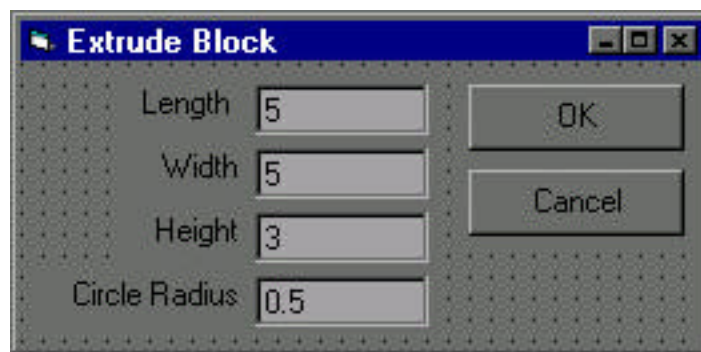 Extrude Block
Length 5
OK
Width 5
Cancel
Height 3
Circle Radius 0.5